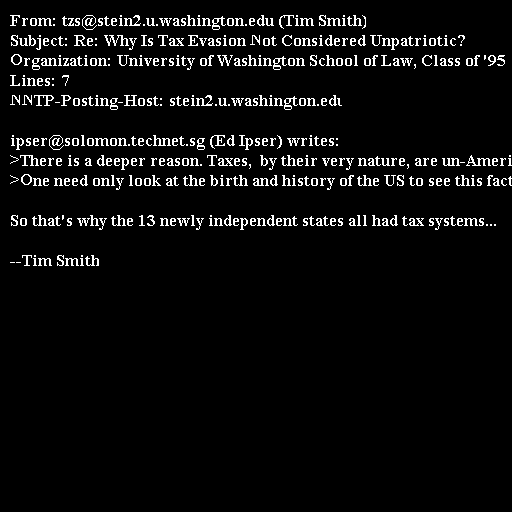 From: tzs@stein2.u.washington.edu (Tim Smith)
Subject: Re: Why Is Tax Evasion Not Considered Unpatriotic?
Organization: University of Washington School of Law, Class of '95
Lines: 7
NNTP-Posting-Host: stein2.u.washington.edu

ipser@solomon.technet.sg (Ed Ipser) writes:
>There is a deeper reason. Taxes,  by their very nature, are un-Ameri
>One need only look at the birth and history of the US to see this fact

So that's why the 13 newly independent states all had tax systems...

--Tim Smith